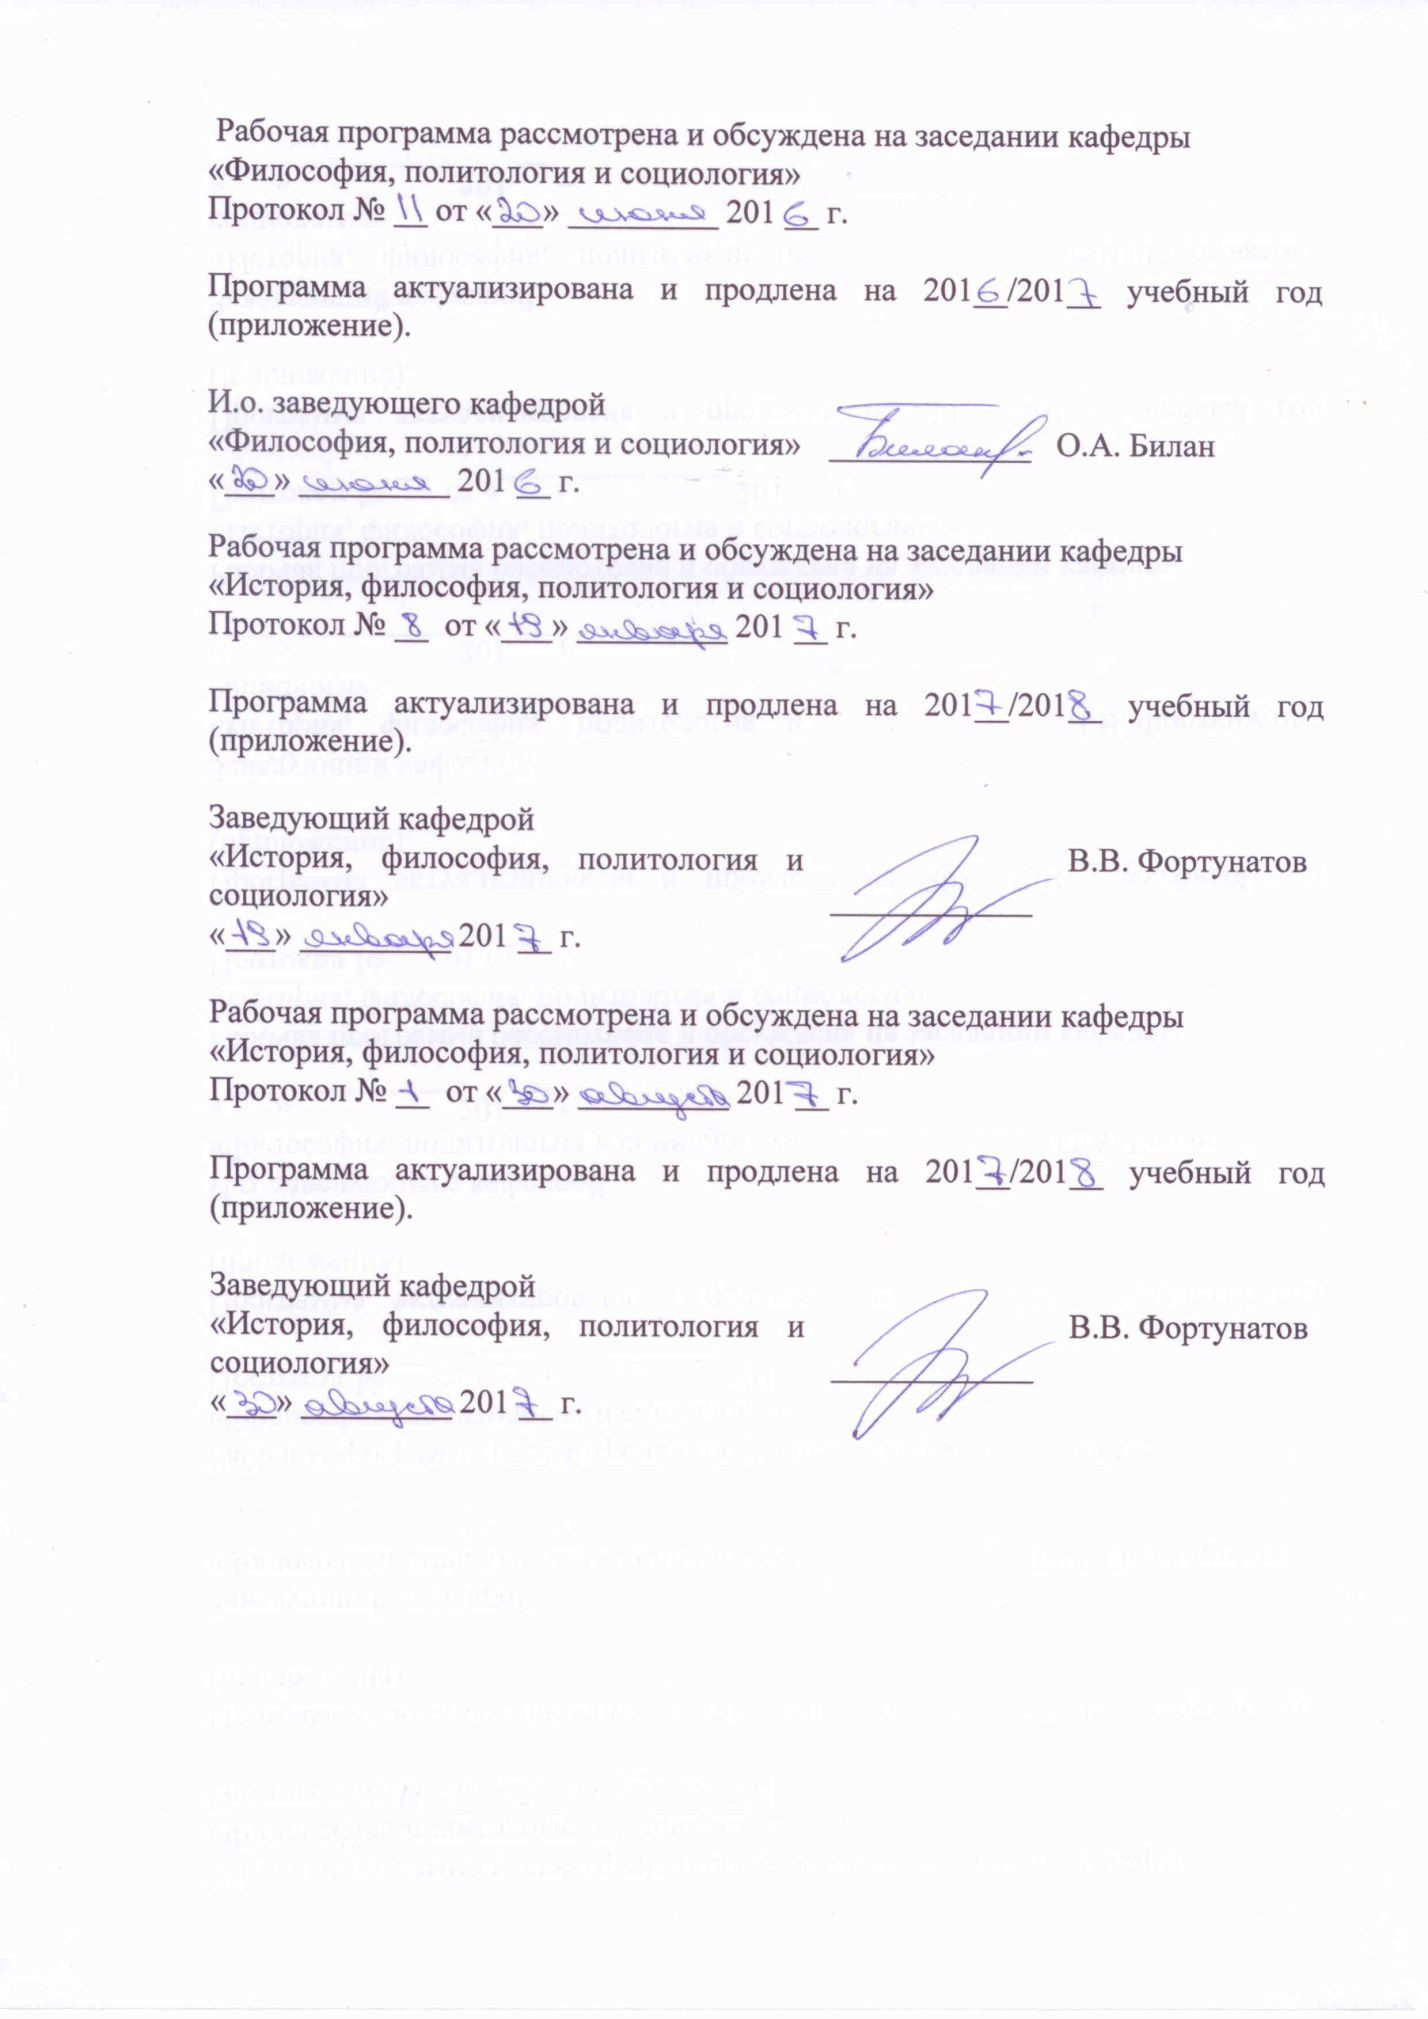 Рабочая программа рассмотрена и обсуждена на заседании кафедры
«Философия, политология и социология»
Протокол № 11 от «20» июня 2016 г.
Программа актуализирована и продлена на 2016/2017 учебный год
(приложение).
И.о. заведующего кафедрой
«Философия, политология и социология» Билан О.А. Билан
«20» июня 2016 г.
Рабочая программа рассмотрена и обсуждена на заседании кафедры
«История, философия, политология и социология»
Протокол № 8 от «19» января 2017 г.
Программа актуализирована и продлена на 2017/2018 учебный год
(приложение).
Заведующий кафедрой
«История, философия, политология и В.В. Фортунатов
социология»
«19» января 2017 г.
Рабочая программа рассмотрена и обсуждена на заседании кафедры
«История, философия, политология и социология»
Протокол № 1 от «30» августа 2017 г.
Программа актуализирована и продлена на 2017/2018 учебный год
(приложение).
Заведующий кафедрой
«История, философия, политология и В.В. Фортунатов
социология»
«30» августа 2017 г.